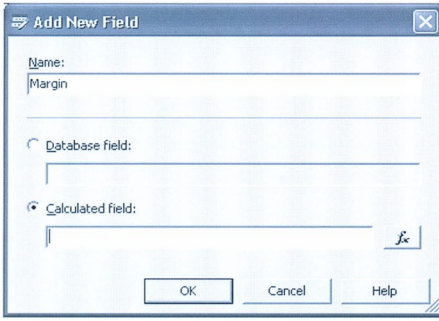 Add New Field
Name:
Margin
Database field:
Calculated field:
fx
OK Cancel Help